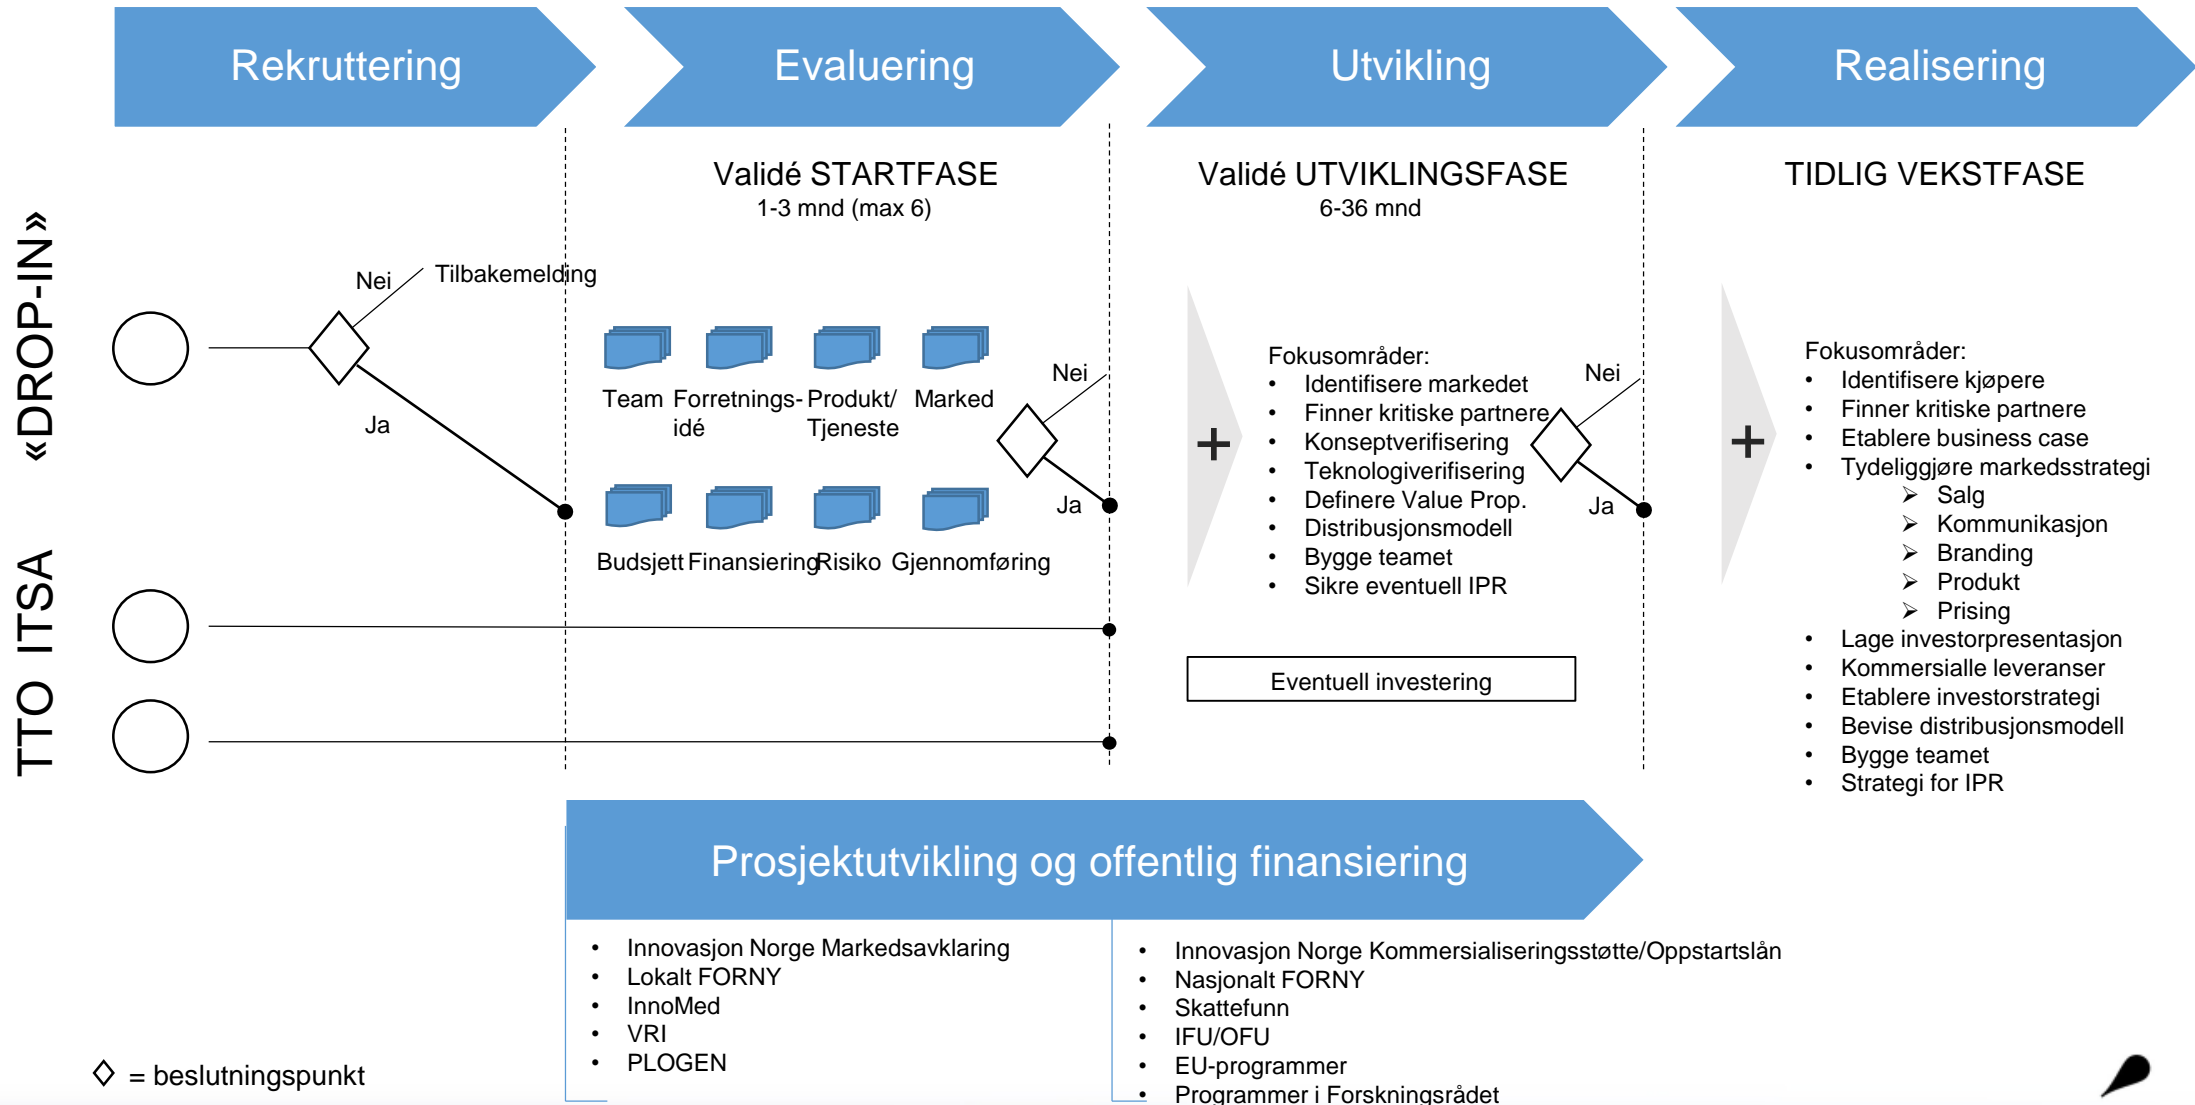 Rekruttering
Evaluering
Utvikling
Realisering
Validé STARTFASE
1-3 mnd (max 6)
Validé UTVIKLINGSFASE
6-36 mnd
TIDLIG VEKSTFASE
«DROP-IN»
Nei
Tilbakemelding
Ja
Team
Forretnings-
idé
Produkt/
Tjeneste
Marked
Budsjett
Finansiering
Risiko
Gjennomføring
Nei
Ja
+
Fokusområder:
• Identifisere markedet
• Finner kritiske partnere
• Konseptverifisering
• Teknologiverifisering
• Definere Value Prop.
• Distribusjonsmodell
• Bygge teamet
• Sikre eventuell IPR
Nei
Ja
Eventuell investering
+
Fokusområder:
• Identifisere kjøpere
• Finner kritiske partnere
• Etablere business case
• Tydeliggjøre markedsstrategi
➢ Salg
➢ Kommunikasjon
➢ Branding
➢ Produkt
➢ Prising
• Lage investorpresentasjon
• Kommersialle leveranser
• Etablere investorstrategi
• Bevise distribusjonsmodell
• Bygge teamet
• Strategi for IPR
ITSA
TTO
Prosjektutvikling og offentlig finansiering
• Innovasjon Norge Markedsavklaring
• Lokalt FORNY
• InnoMed
• VRI
• PLOGEN
• Innovasjon Norge Kommersialiseringsstøtte/Oppstartslån
• Nasjonalt FORNY
• Skattefunn
• IFU/OFU
• EU-programmer
• Programmer i Forskningsrådet
= beslutningspunkt